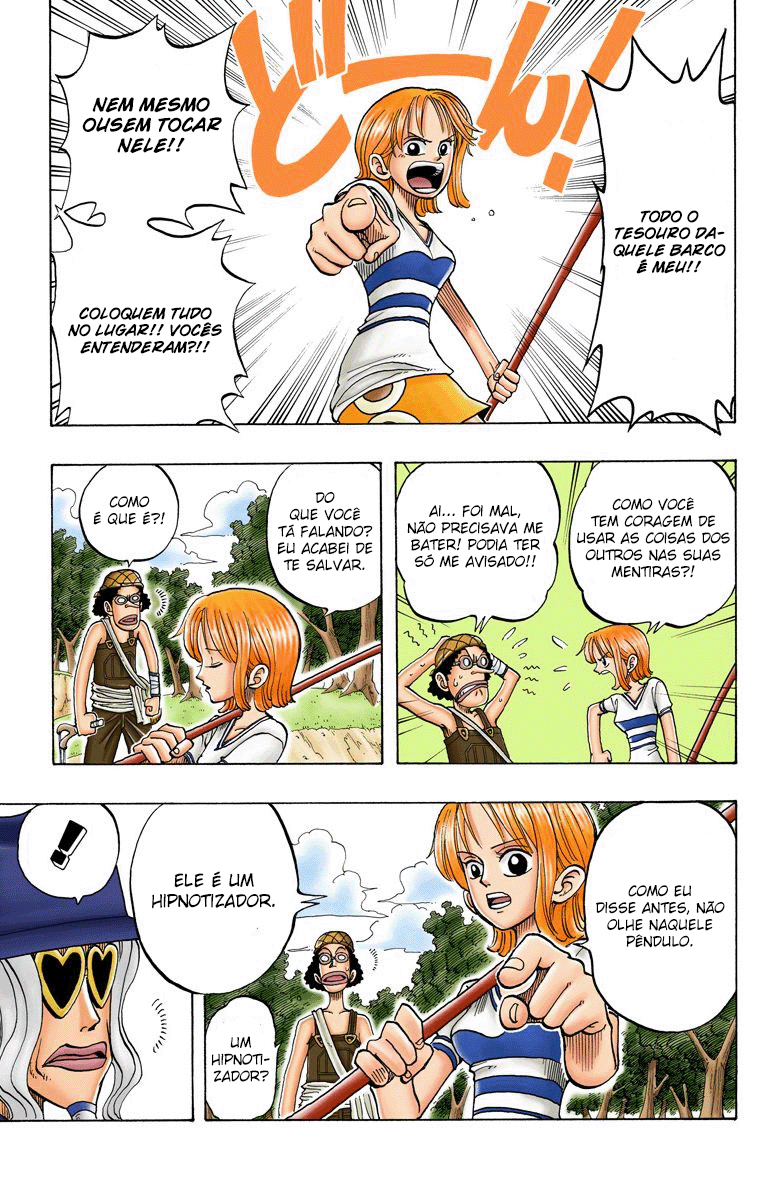 どーん!
TODO O
TESOURO DA-
QUELE BARCO
É MEU!!
NEM MESMO
OUSEM TOCAR
NELE!!
COLOQUEM TUDO
NO LUGAR!! VOCÊS
ENTENDERAM?!!
COMO VOCÊ
TEM CORAGEM DE
USAR AS COISAS DOS
OUTROS NAS SUAS
MENTIRAS?!
AI... FOI MAL,
NÃO PRECISAVA ME
BATER! PODIA TER
SÓ ME AVISADO!!
DO
QUE VOCÊ
TÁ FALANDO?
EU ACABEI DE
TE SALVAR.
COMO
É QUE É?!
COMO EU
DISSE ANTES, NÃO
OLHE NAQUELE
PÊNDULO.
ELE É UM
HIPNOTIZADOR.
UM
HIPNOTI-
ZADOR?
!